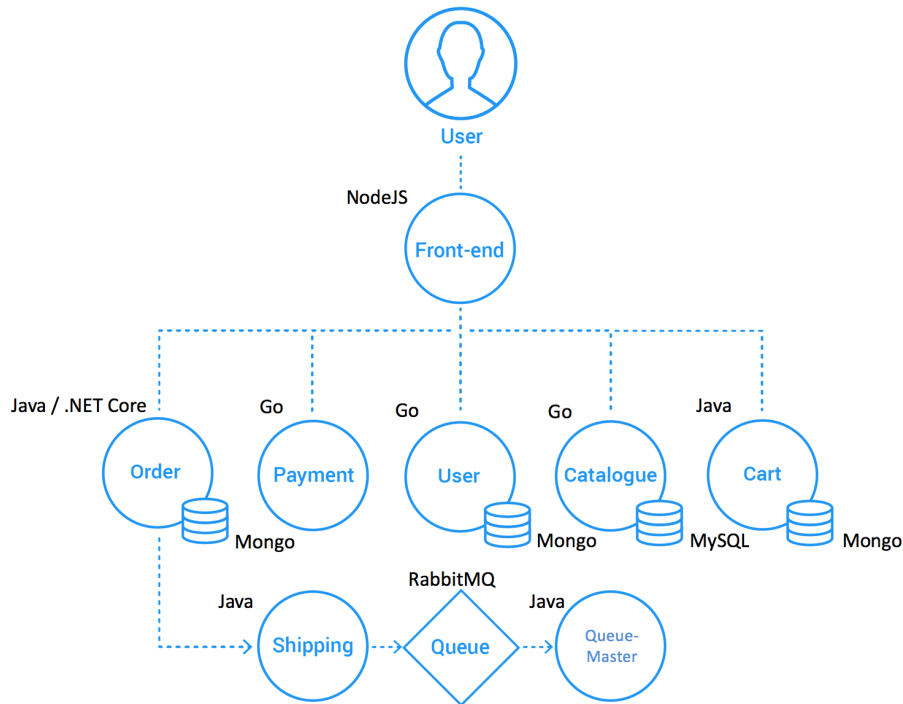 User
NodeJS
Front-end
Java / .NET Core
Go
Go
Go
Java
Order
Payment
User
Catalogue
Cart
Mongo
Mongo
MySQL
Mongo
RabbitMQ
Java
Java
Shipping
Queue
Queue-
Master